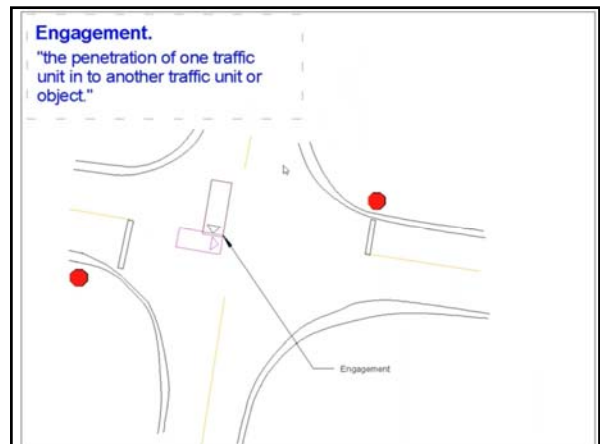 Engagement.
"the penetration of one traffic
unit in to another traffic unit or
object."
Engagement